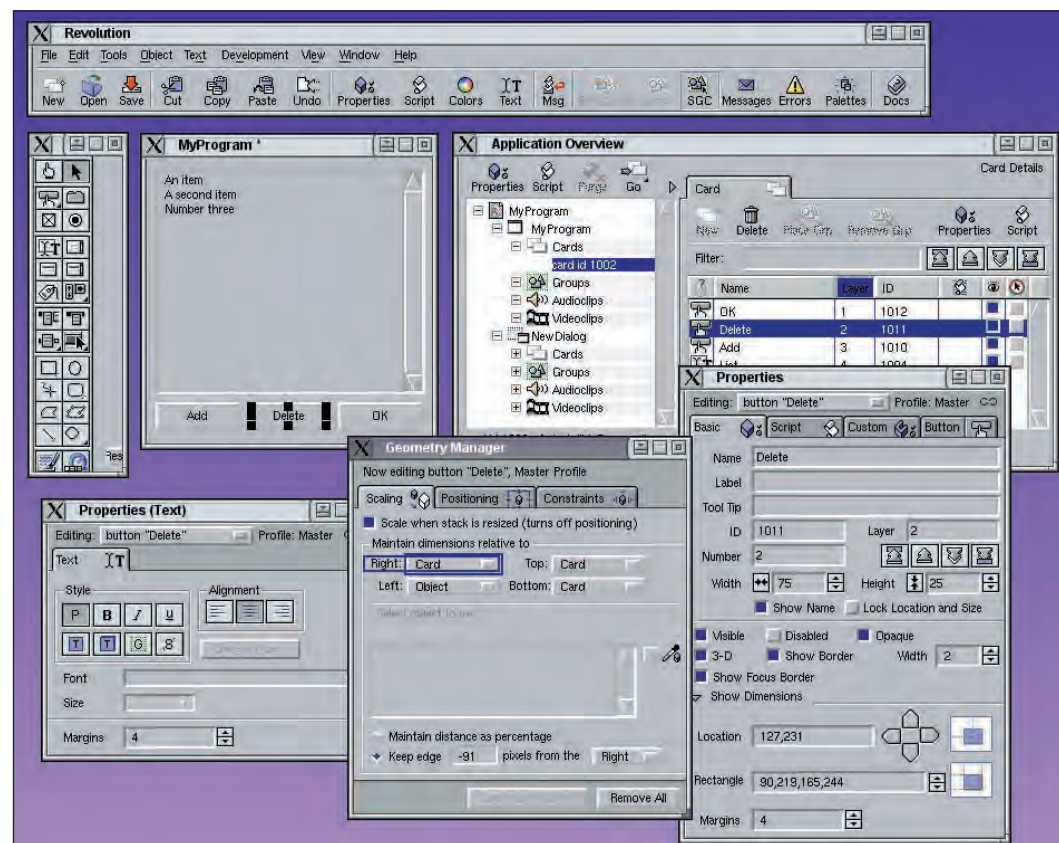 Revolution
File Edit Tools Object Text Development View Window Help
New Open Save Cut Copy Paste Undo Properties Script Colors Text Msg SGC Messages Errors Palettes Docs
MyProgram *
An item
A second item
Number three
Add Delete OK
Res
Application Overview
Card Details
Properties Script Purge Go
MyProgram
MyProgram
Cards
card id 1002
Groups
Audioclips
Videoclips
NewDialog
Cards
Groups
Audioclips
Videoclips
Card
New Delete Place Grp Remove Grp Properties Script
Filter:
Name Layer ID
OK 1 1012
Delete 2 1011
Add 3 1010
Properties (Text)
Editing: button "Delete" Profile: Master
Text
Style Alignment
P B I U
T T G S
Font
Size
Margins 4
Geometry Manager
Now editing button "Delete", Master Profile
Scaling Positioning Constraints
Scale when stack is resized (turns off positioning)
Maintain dimensions relative to
Right: Card Top: Card
Left: Object Bottom: Card
Maintain distance as percentage
Keep edge -91 pixels from the Right
Remove All
Properties
Editing: button "Delete" Profile: Master
Basic Script Custom Button
Name Delete
Label
Tool Tip
ID 1011 Layer 2
Number 2
Width 75 Height 25
Show Name Lock Location and Size
Visible Disabled Opaque
3-D Show Border Width 2
Show Focus Border
Show Dimensions
Location 127,231
Rectangle 90,219,165,244
Margins 4